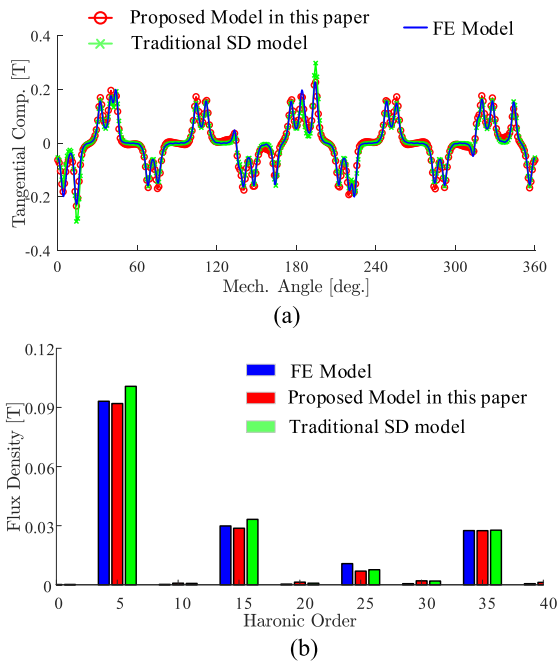 Proposed Model in this paper
Traditional SD model
FE Model
Tangential Comp. [T]
0.4
0.2
0
-0.2
-0.4
0 60 120 180 240 300 360
Mech. Angle [deg.]
(a)
Flux Density [T]
0.12
0.09
0.06
0.03
0
FE Model
Proposed Model in this paper
Traditional SD model
0 5 10 15 20 25 30 35 40
Haronic Order
(b)